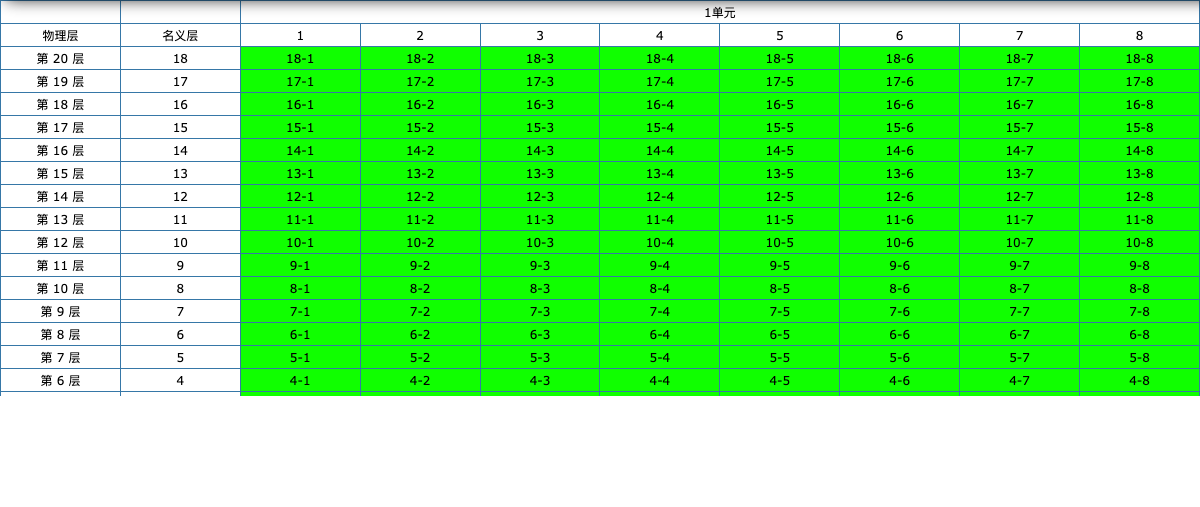 1单元
物理层 名义层 1 2 3 4 5 6 7 8
第 20 层 18 18-1 18-2 18-3 18-4 18-5 18-6 18-7 18-8
第 19 层 17 17-1 17-2 17-3 17-4 17-5 17-6 17-7 17-8
第 18 层 16 16-1 16-2 16-3 16-4 16-5 16-6 16-7 16-8
第 17 层 15 15-1 15-2 15-3 15-4 15-5 15-6 15-7 15-8
第 16 层 14 14-1 14-2 14-3 14-4 14-5 14-6 14-7 14-8
第 15 层 13 13-1 13-2 13-3 13-4 13-5 13-6 13-7 13-8
第 14 层 12 12-1 12-2 12-3 12-4 12-5 12-6 12-7 12-8
第 13 层 11 11-1 11-2 11-3 11-4 11-5 11-6 11-7 11-8
第 12 层 10 10-1 10-2 10-3 10-4 10-5 10-6 10-7 10-8
第 11 层 9 9-1 9-2 9-3 9-4 9-5 9-6 9-7 9-8
第 10 层 8 8-1 8-2 8-3 8-4 8-5 8-6 8-7 8-8
第 9 层 7 7-1 7-2 7-3 7-4 7-5 7-6 7-7 7-8
第 8 层 6 6-1 6-2 6-3 6-4 6-5 6-6 6-7 6-8
第 7 层 5 5-1 5-2 5-3 5-4 5-5 5-6 5-7 5-8
第 6 层 4 4-1 4-2 4-3 4-4 4-5 4-6 4-7 4-8